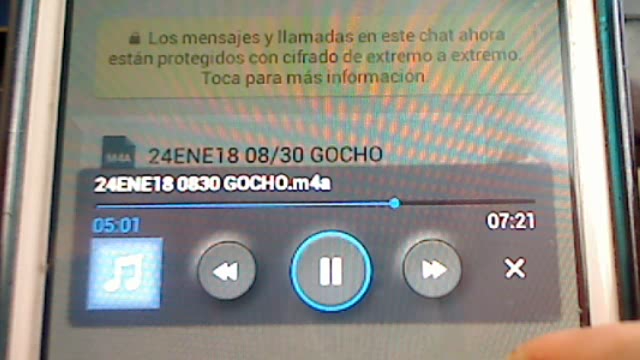 Los mensajes y llamadas en este chat ahora
están protegidos con cifrado de extremo a extremo.
Toca para más información
M4A
24ENE18 08/30 GOCHO
24ENE18 0830 GOCHO.m4a
05:01
07:21